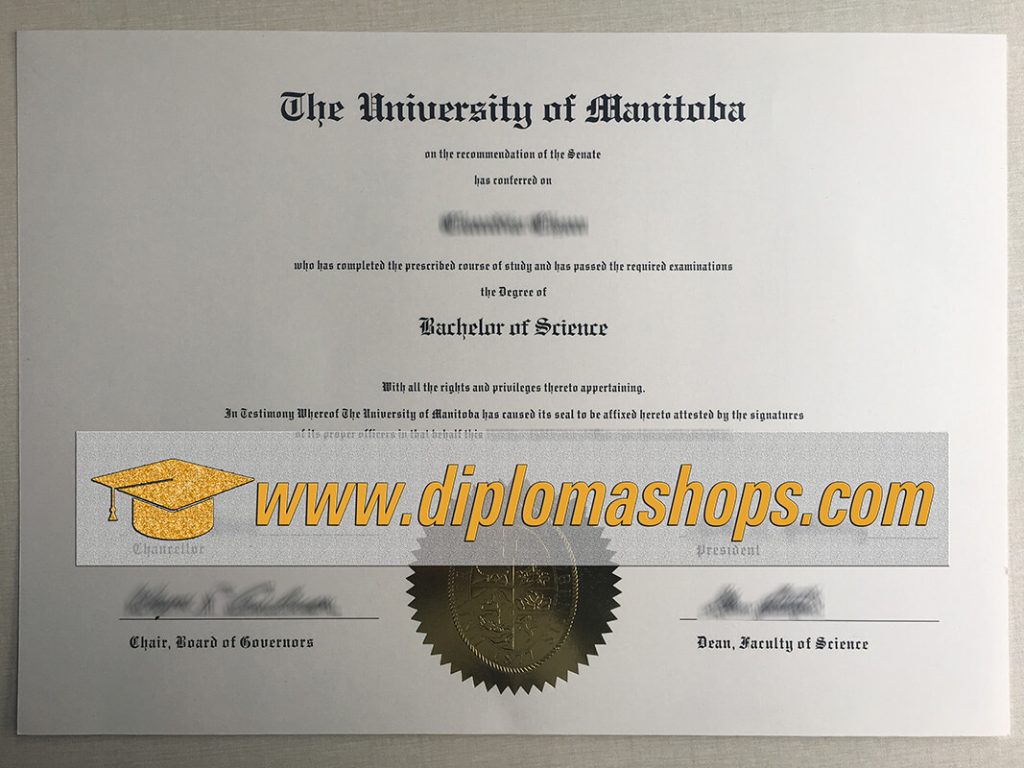 The University of Manitoba
on the recommendation of the Senate
has conferred on
who has completed the prescribed course of study and has passed the required examinations
the Degree of
Bachelor of Science
With all the rights and privileges thereto appertaining.
In Testimony Whereof The University of Manitoba has caused its seal to be affixed hereto attested by the signatures
of its proper officers in that behalf this
www.diplomashops.com
Chancellor
President
Chair, Board of Governors
Dean, Faculty of Science